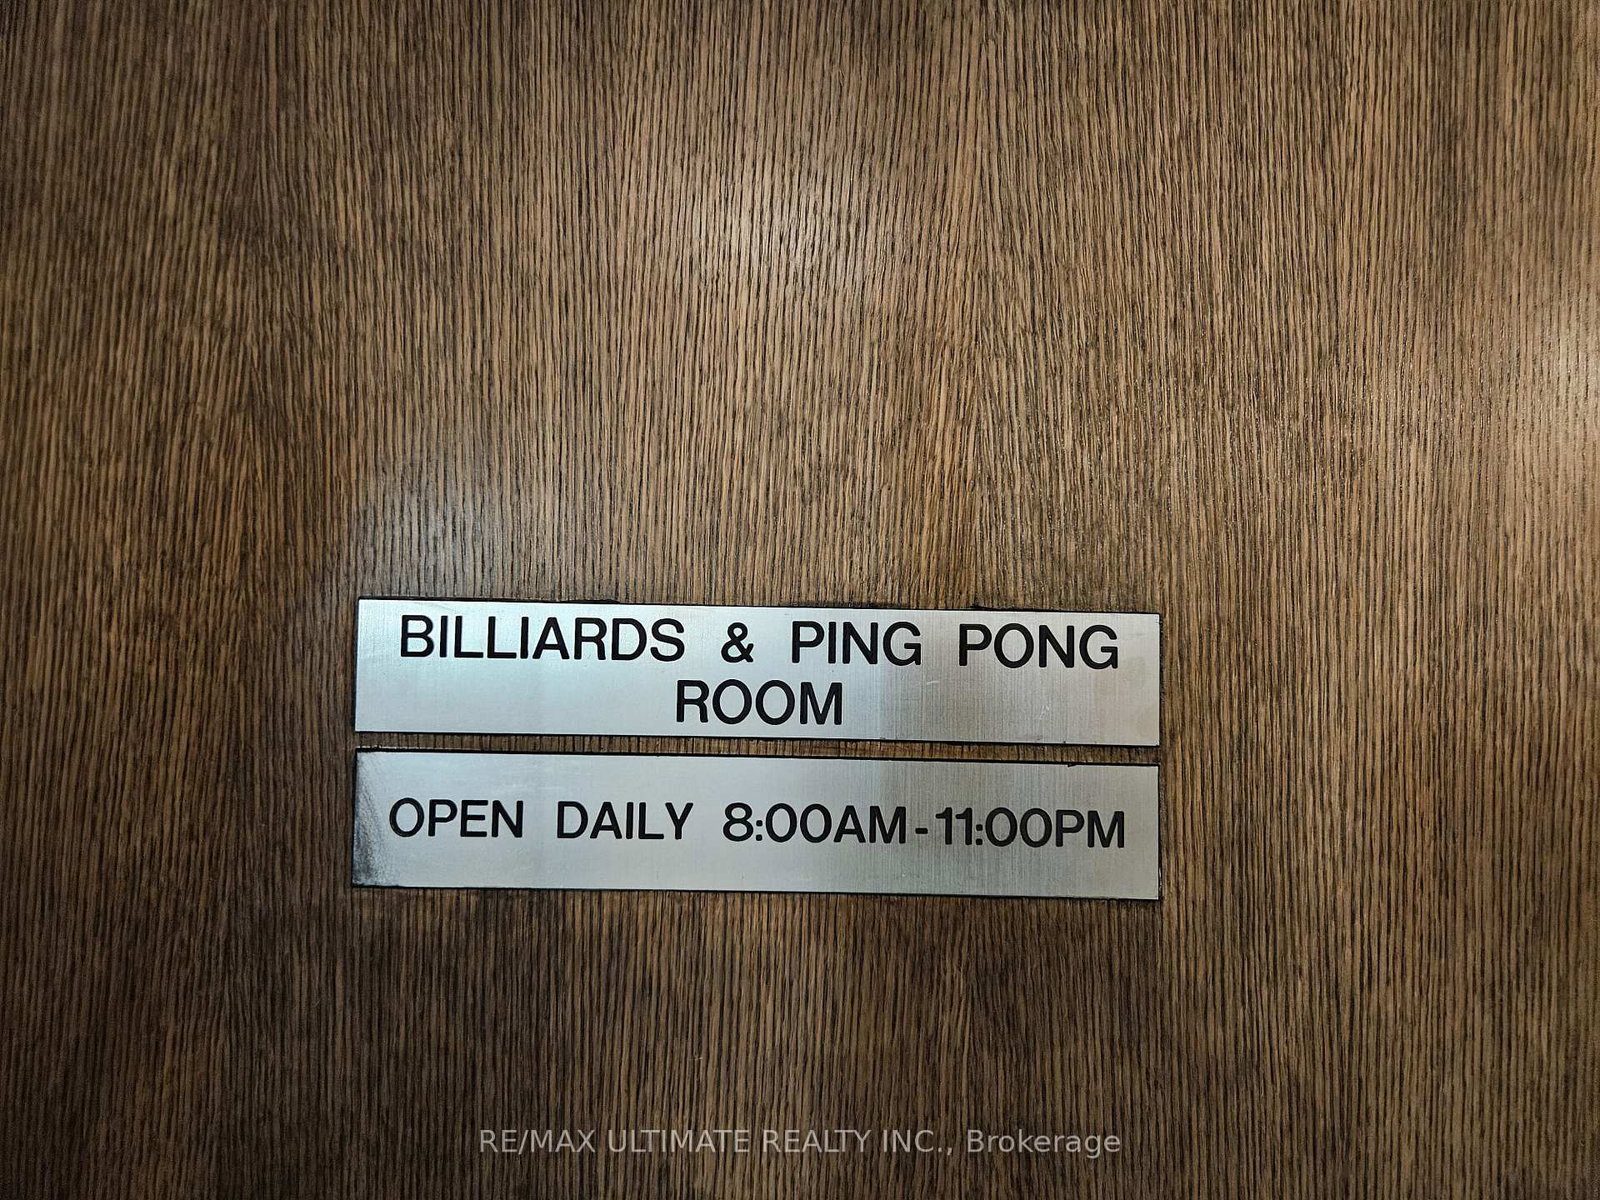 BILLIARDS & PING PONG
ROOM
OPEN DAILY 8:00AM-11:00PM
RE/MAX ULTIMATE REALTY INC., Brokerage